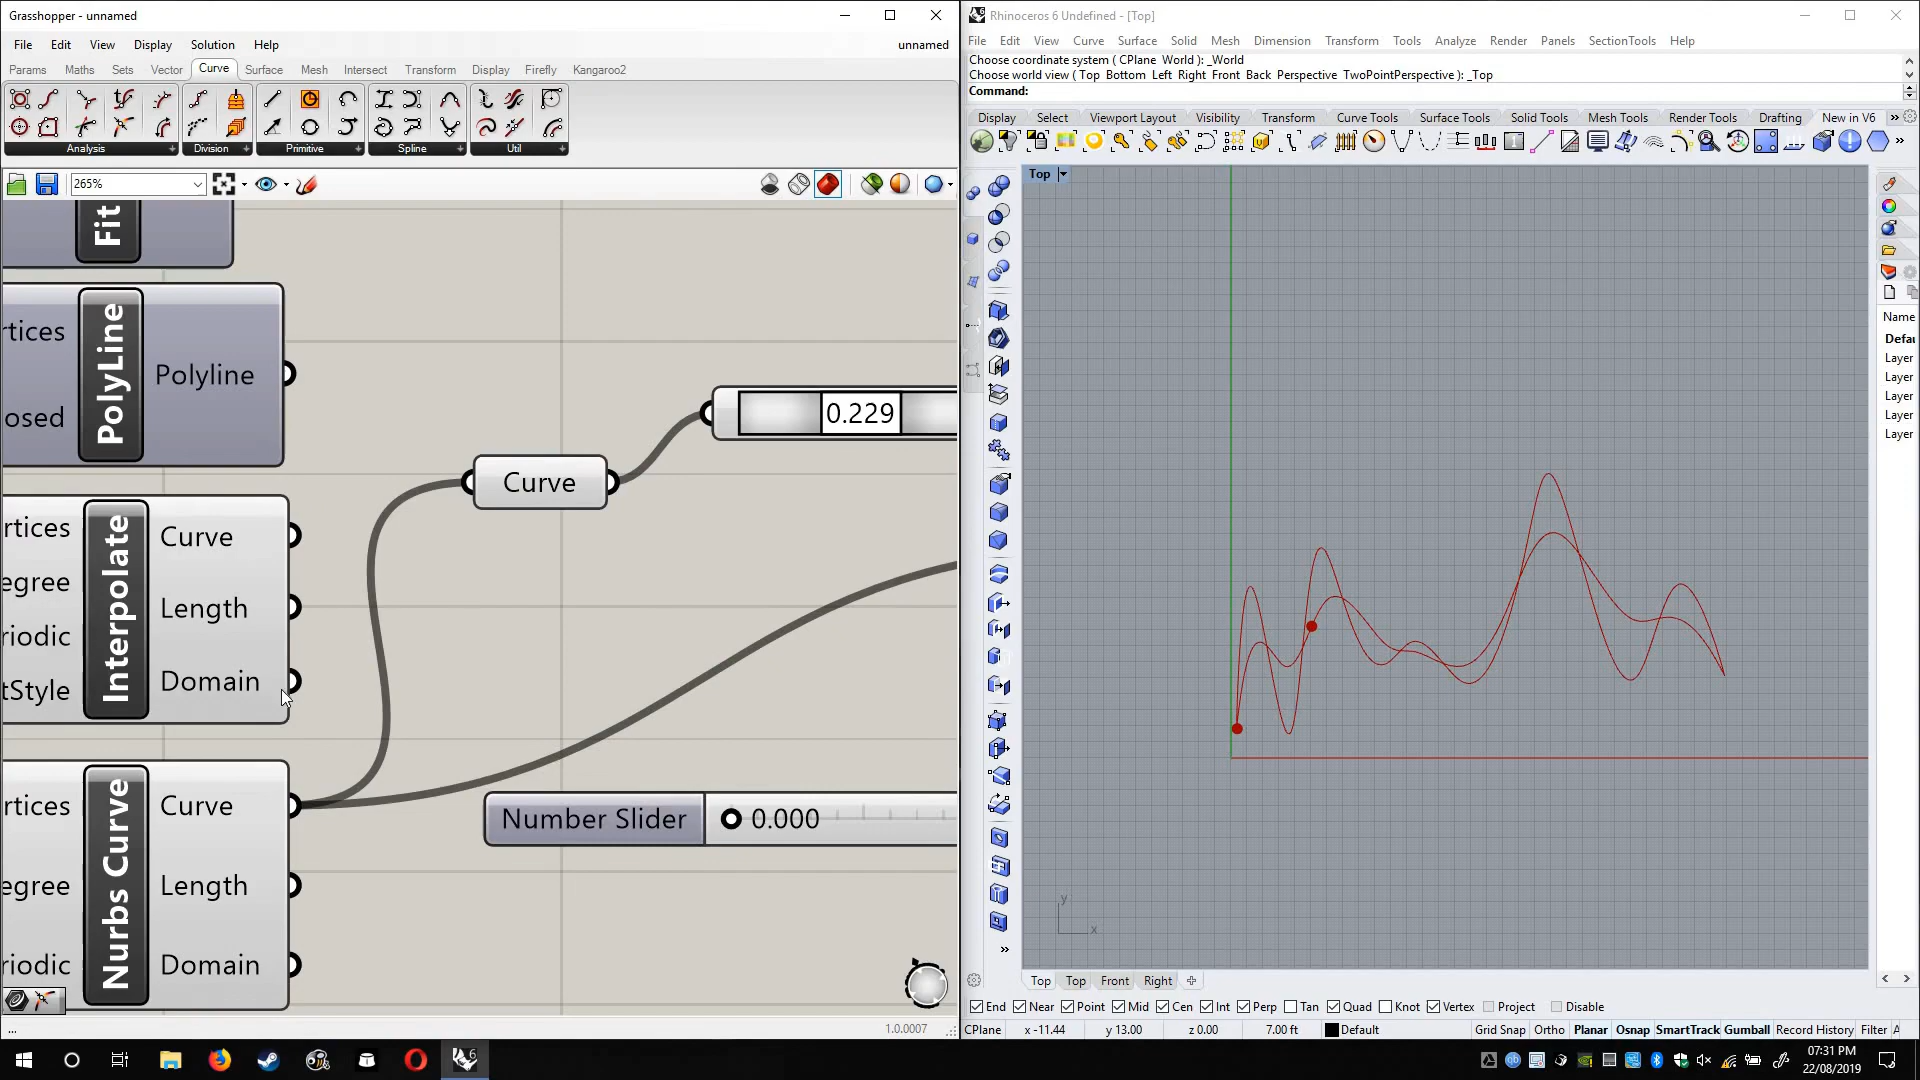 Grasshopper - unnamed
File Edit View Display Solution Help
unnamed
Params Maths Sets Vector Curve Surface Mesh Intersect Transform Display Firefly Kangaroo2
Analysis Division Primitive Spline Util
265%
Fit
rtices
osed
PolyLine
Polyline
0.229
Curve
rtices
egree
riodic
tStyle
Interpolate
Curve
Length
Domain
Number Slider 0.000
rtices
egree
riodic
Nurbs Curve
Curve
Length
Domain
...
1.0.0007
Rhinoceros 6 Undefined - [Top]
File Edit View Curve Surface Solid Mesh Dimension Transform Tools Analyze Render Panels SectionTools Help
Choose coordinate system ( CPlane World ): _World
Choose world view ( Top Bottom Left Right Front Back Perspective TwoPointPerspective ): _Top
Command:
Display Select Viewport Layout Visibility Transform Curve Tools Surface Tools Solid Tools Mesh Tools Render Tools Drafting New in V6
Top
Name
Defau
Layer
Layer
Layer
Layer
Layer
y
x
Top Top Front Right
End Near Point Mid Cen Int Perp Tan Quad Knot Vertex Project Disable
CPlane x -11.44 y 13.00 z 0.00 7.00 ft Default Grid Snap Ortho Planar Osnap SmartTrack Gumball Record History Filter A
07:31 PM
22/08/2019